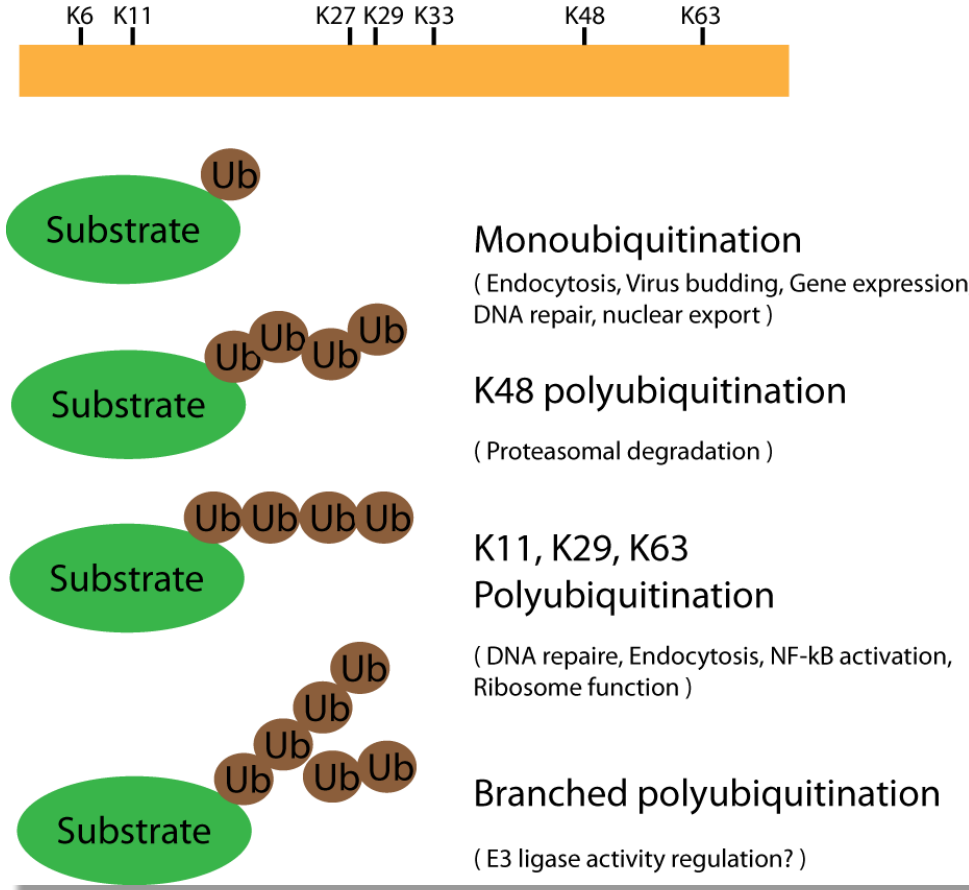 K6 K11 K27 K29 K33 K48 K63
Ub
Substrate
Monoubiquitination
( Endocytosis, Virus budding, Gene expression
DNA repair, nuclear export )
Ub Ub Ub Ub
Substrate
K48 polyubiquitination
( Proteasomal degradation )
Ub Ub Ub Ub
Substrate
K11, K29, K63
Polyubiquitination
( DNA repaire, Endocytosis, NF-kB activation,
Ribosome function )
Ub
Ub
Ub
Ub Ub Ub
Substrate
Branched polyubiquitination
( E3 ligase activity regulation? )